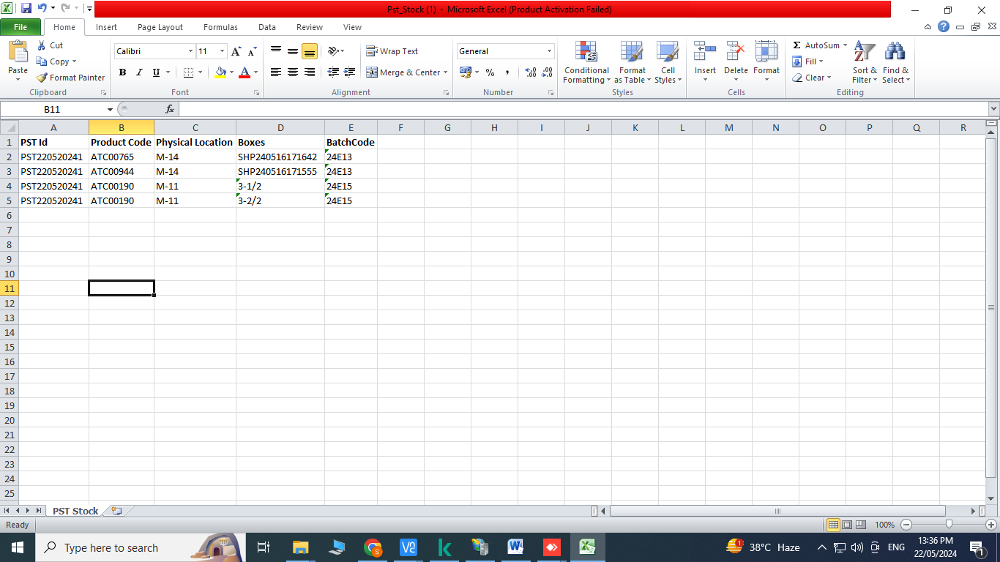 Pst_Stock (1) - Microsoft Excel (Product Activation Failed)
File Home Insert Page Layout Formulas Data Review View
Paste Cut Copy Format Painter
Clipboard
Calibri 11
B I U A
Font
Wrap Text
Merge & Center
Alignment
General
% ,
Number
Conditional Formatting Format as Table Cell Styles
Styles
Insert Delete Format
Cells
Σ AutoSum Fill Clear Sort & Filter Find & Select
Editing
B11 fx
A B C D E F G H I J K L M N O P Q R
1 PST Id Product Code Physical Location Boxes BatchCode
2 PST220520241 ATC00765 M-14 SHP240516171642 24E13
3 PST220520241 ATC00944 M-14 SHP240516171555 24E13
4 PST220520241 ATC00190 M-11 3-1/2 24E15
5 PST220520241 ATC00190 M-11 3-2/2 24E15
6
7
8
9
10
11
12
13
14
15
16
17
18
19
20
21
22
23
24
25
PST Stock
Ready 100%
Type here to search 38°C Haze ENG 13:36 PM
22/05/2024